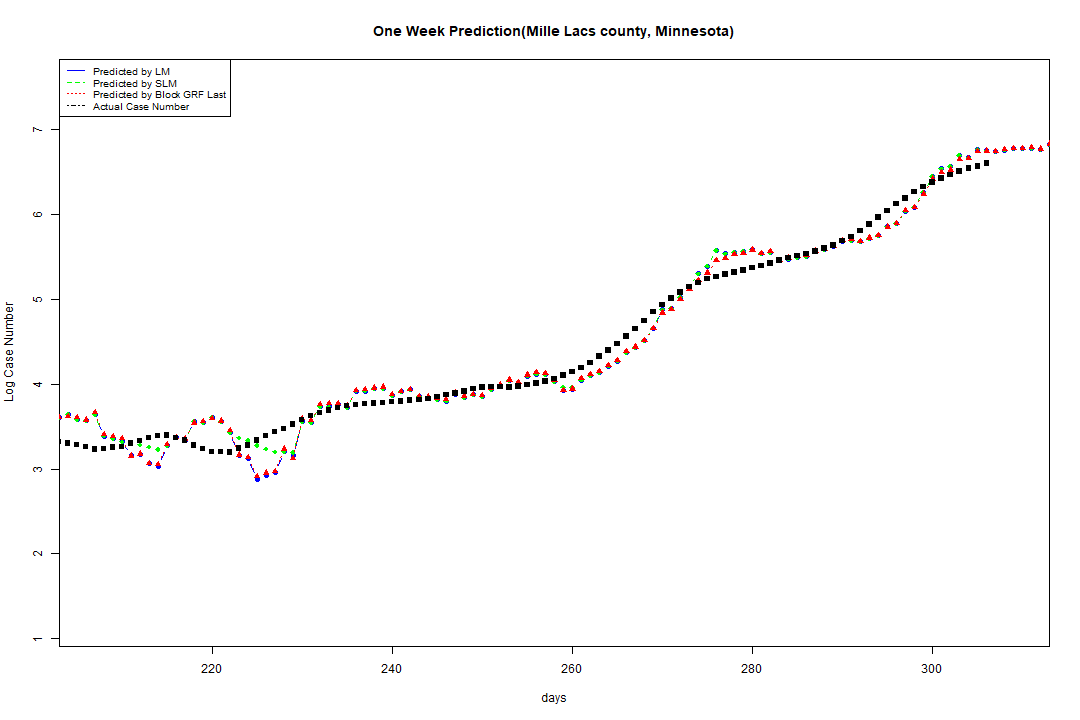 One Week Prediction(Mille Lacs county, Minnesota)
Predicted by LM
Predicted by SLM
Predicted by Block GRF Last
Actual Case Number
7
6
5
4
3
2
1
Log Case Number
220 240 260 280 300
days